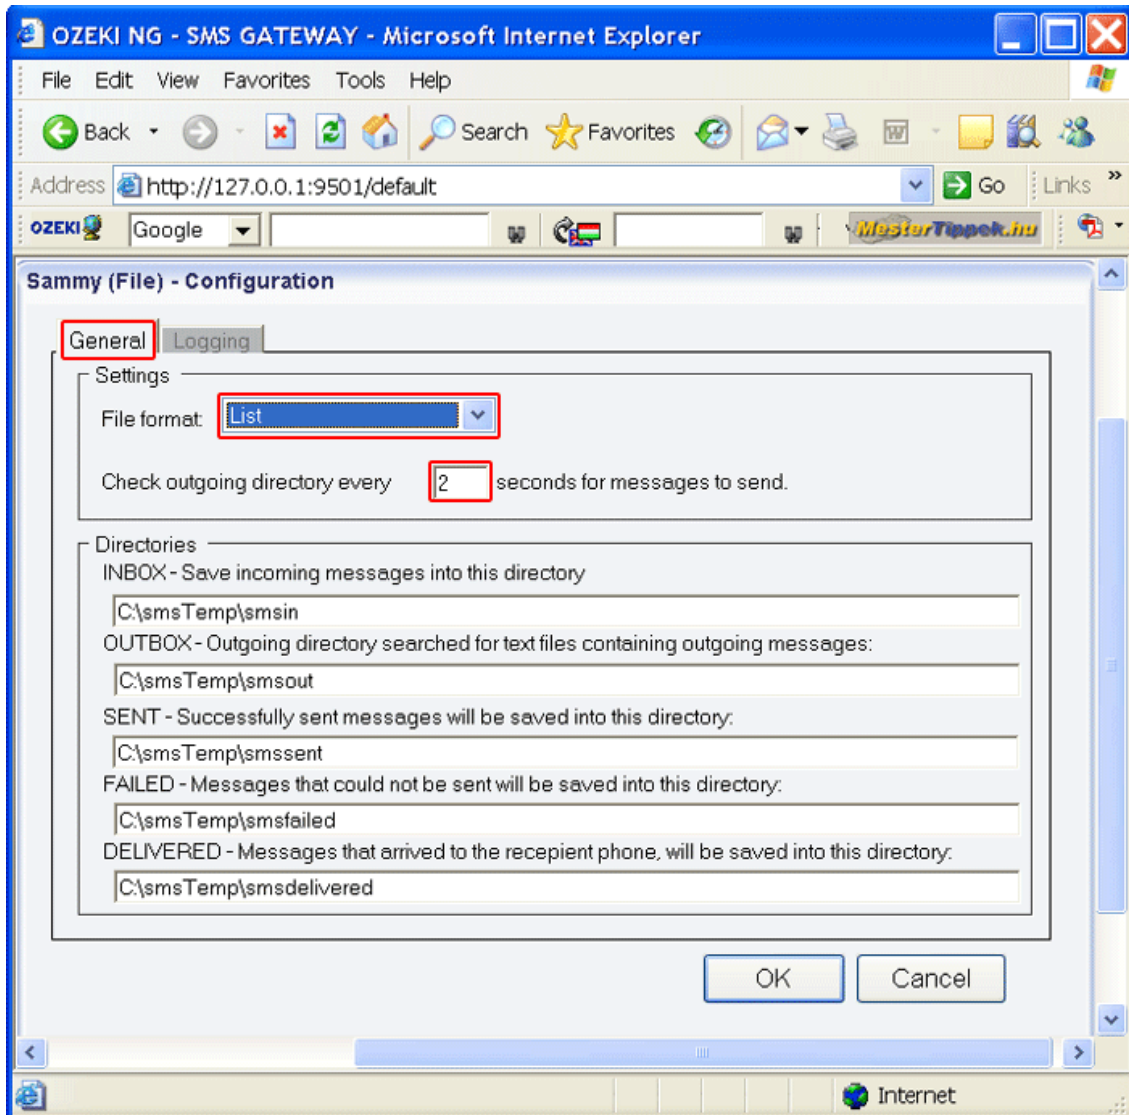 OZEKI NG - SMS GATEWAY - Microsoft Internet Explorer
File Edit View Favorites Tools Help
Back Search Favorites
Address http://127.0.0.1:9501/default Go Links »
OZEKI Google MesterTippek.hu
Sammy (File) - Configuration
General Logging
Settings
File format: List
Check outgoing directory every 2 seconds for messages to send.
Directories
INBOX - Save incoming messages into this directory
C:\smsTemp\smsin
OUTBOX - Outgoing directory searched for text files containing outgoing messages:
C:\smsTemp\smsout
SENT - Successfully sent messages will be saved into this directory:
C:\smsTemp\smssent
FAILED - Messages that could not be sent will be saved into this directory:
C:\smsTemp\smsfailed
DELIVERED - Messages that arrived to the recepient phone, will be saved into this directory:
C:\smsTemp\smsdelivered
OK Cancel
Internet